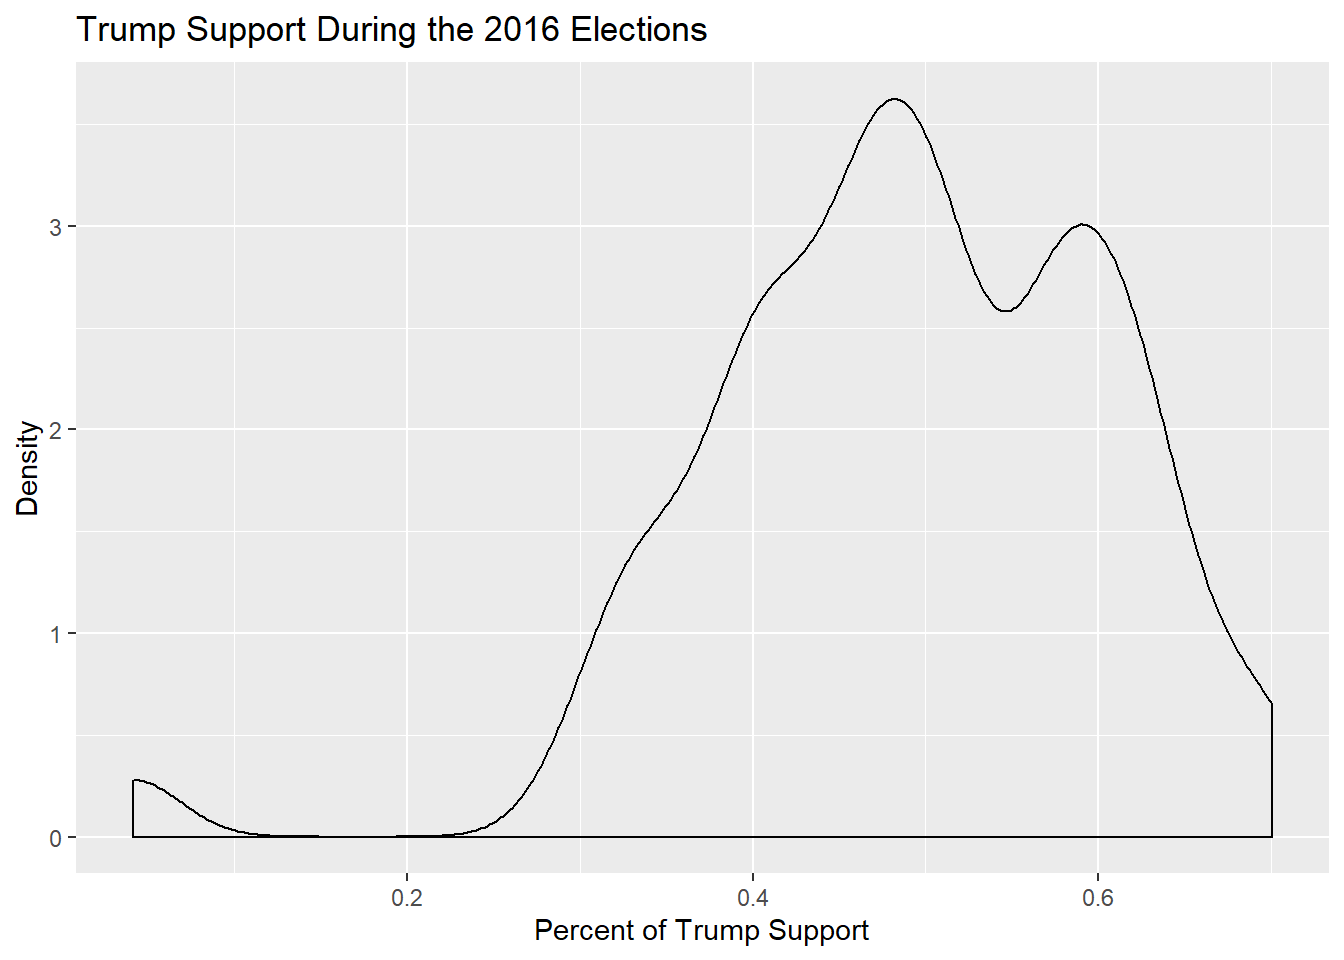 Trump Support During the 2016 Elections
3
2
1
0
Density
0.2
0.4
0.6
Percent of Trump Support